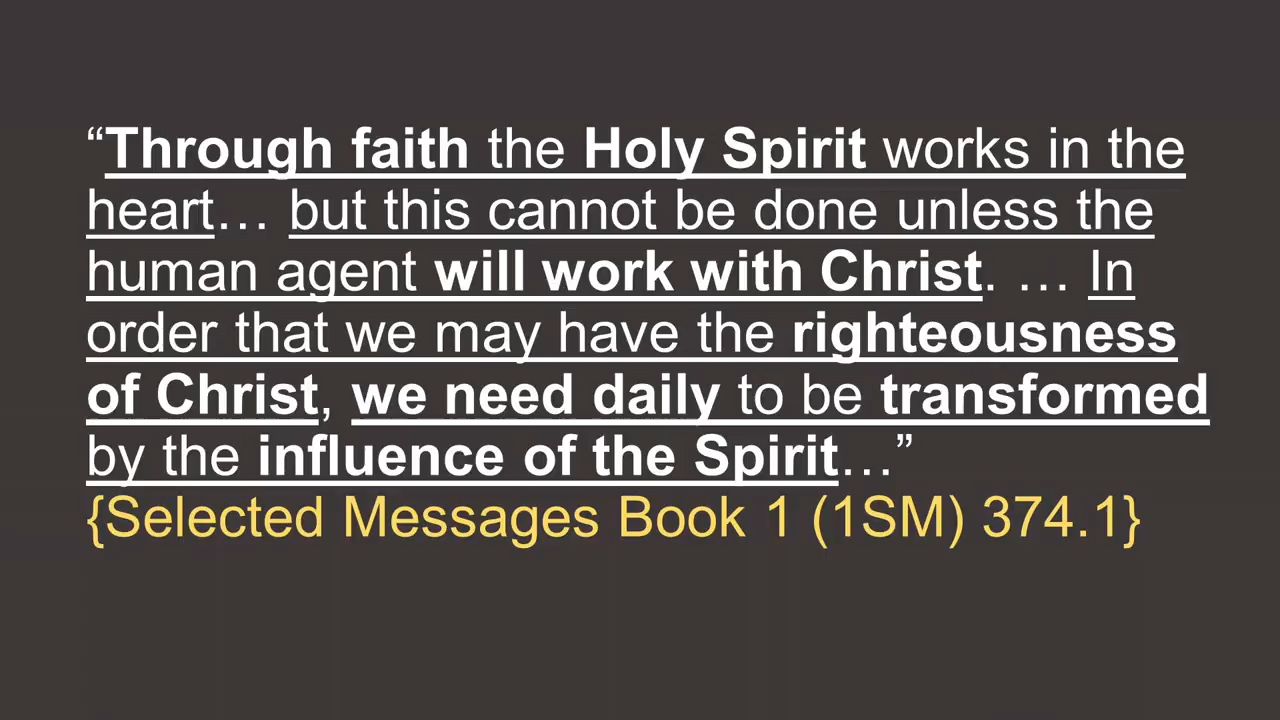 “Through faith the Holy Spirit works in the
heart… but this cannot be done unless the
human agent will work with Christ. … In
order that we may have the righteousness
of Christ, we need daily to be transformed
by the influence of the Spirit…”
{Selected Messages Book 1 (1SM) 374.1}